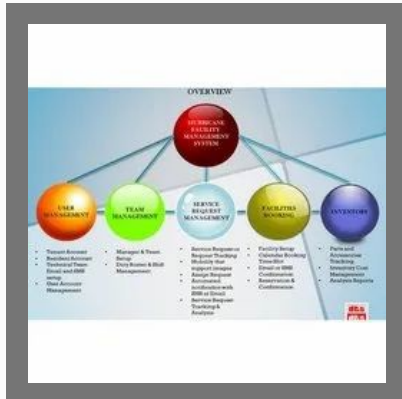 OVERVIEW
HURRICANE
FACILITY
MANAGEMENT
SYSTEM
USER
MANAGEMENT
TEAM
MANAGEMENT
SERVICE
REQUEST
MANAGEMENT
FACILITIES
BOOKING
INVENTORY
• Tenant Account
• Resident Account
• Technical Team
Email and SMS
setup
• User Account
Management
• Manager & Team
Setup
• Duty Roster & Shift
Management
• Service Request or
Request Tracking
• Mobility that
support images
• Assign Request
• Automated
notification with
SMS or Email
• Service Request
Tracking &
Analysis
• Facility Setup
• Calendar Booking
Time Slot
• Email or SMS
Confirmation
• Reservation &
Confirmation
• Parts and
Accessories
Tracking
• Inventory Cost
Management
• Analysis Reports
dts